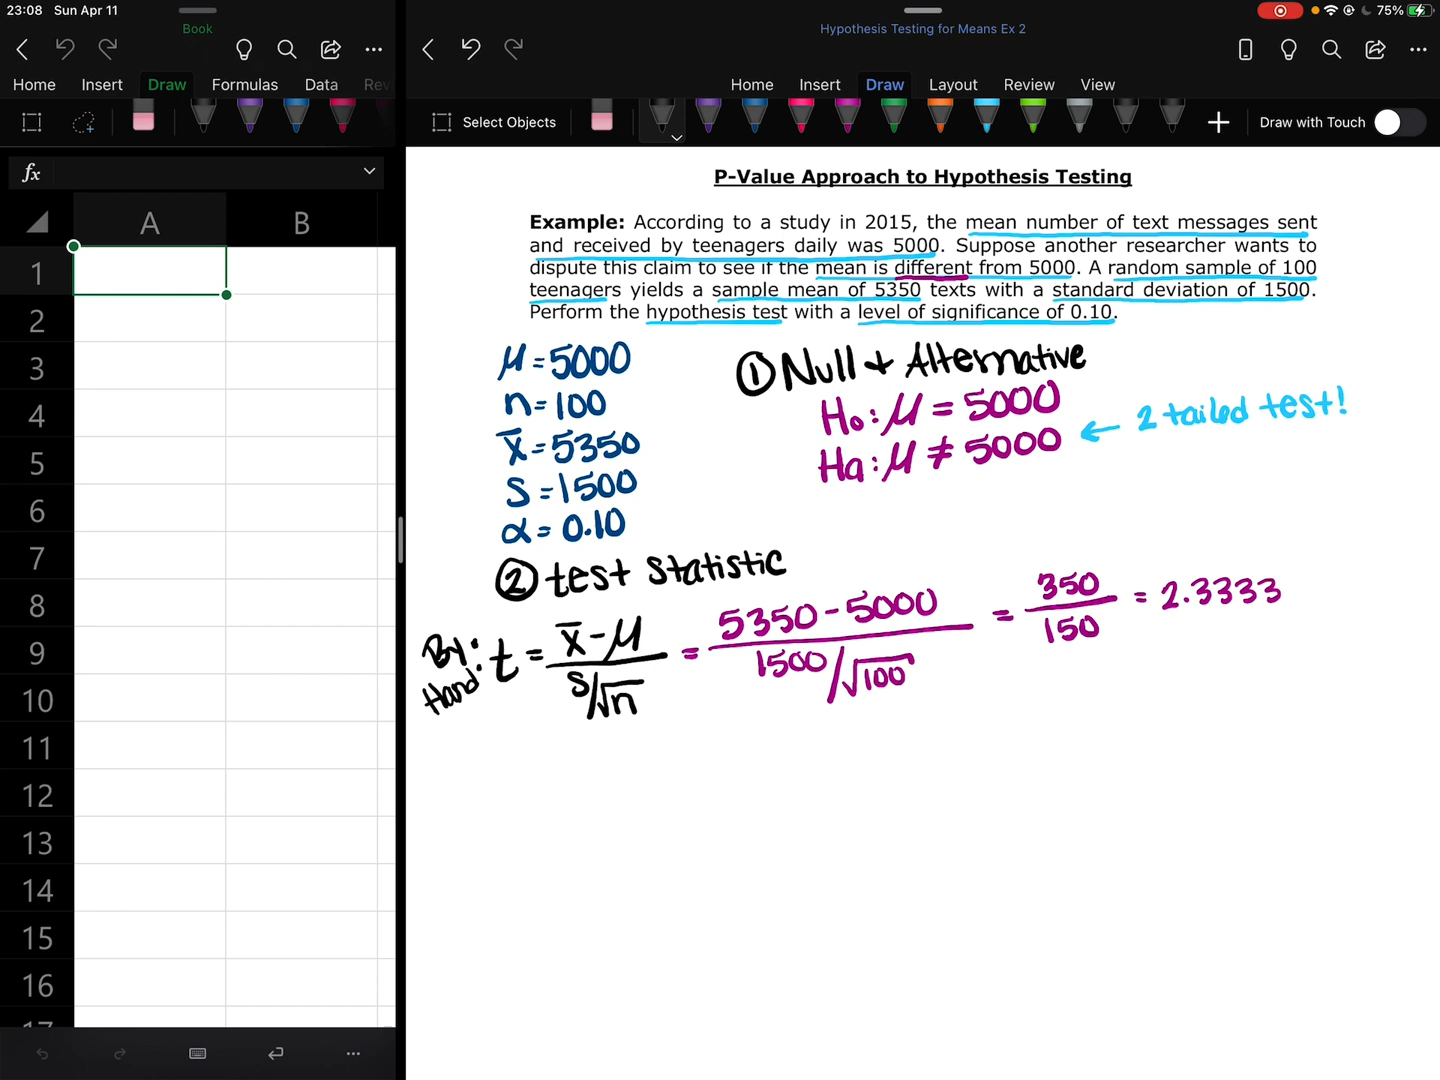 23:08 Sun Apr 11
75%
Book
Home Insert Draw Formulas Data Rev
fx
A B
1
2
3
4
5
6
7
8
9
10
11
12
13
14
15
16
17
Hypothesis Testing for Means Ex 2
Home Insert Draw Layout Review View
Select Objects
Draw with Touch
P-Value Approach to Hypothesis Testing
Example: According to a study in 2015, the mean number of text messages sent
and received by teenagers daily was 5000. Suppose another researcher wants to
dispute this claim to see if the mean is different from 5000. A random sample of 100
teenagers yields a sample mean of 5350 texts with a standard deviation of 1500.
Perform the hypothesis test with a level of significance of 0.10.
μ = 5000
n = 100
x̄ = 5350
S = 1500
α = 0.10
① Null + Alternative
H₀: μ = 5000
Ha: μ ≠ 5000
← 2 tailed test!
② test statistic
By Hand: t = (x̄ - μ) / (s/√n) = (5350 - 5000) / (1500/√100) = 350/150 = 2.3333